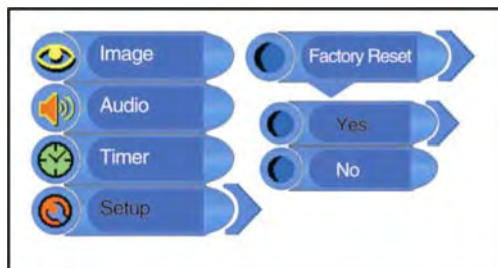 Image
Audio
Timer
Setup
Factory Reset
Yes
No